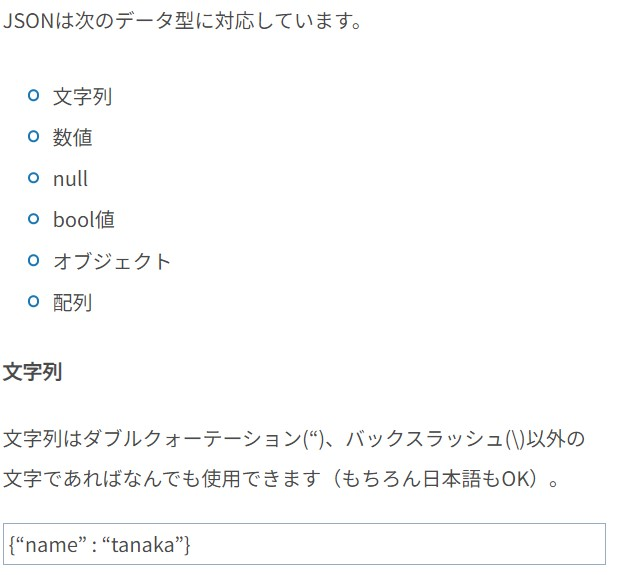 JSONは次のデータ型に対応しています。
文字列
数値
null
bool値
オブジェクト
配列
文字列
文字列はダブルクォーテーション(“)、バックスラッシュ(\)以外の
文字であればなんでも使用できます（もちろん日本語もOK）。
{“name” : “tanaka”}